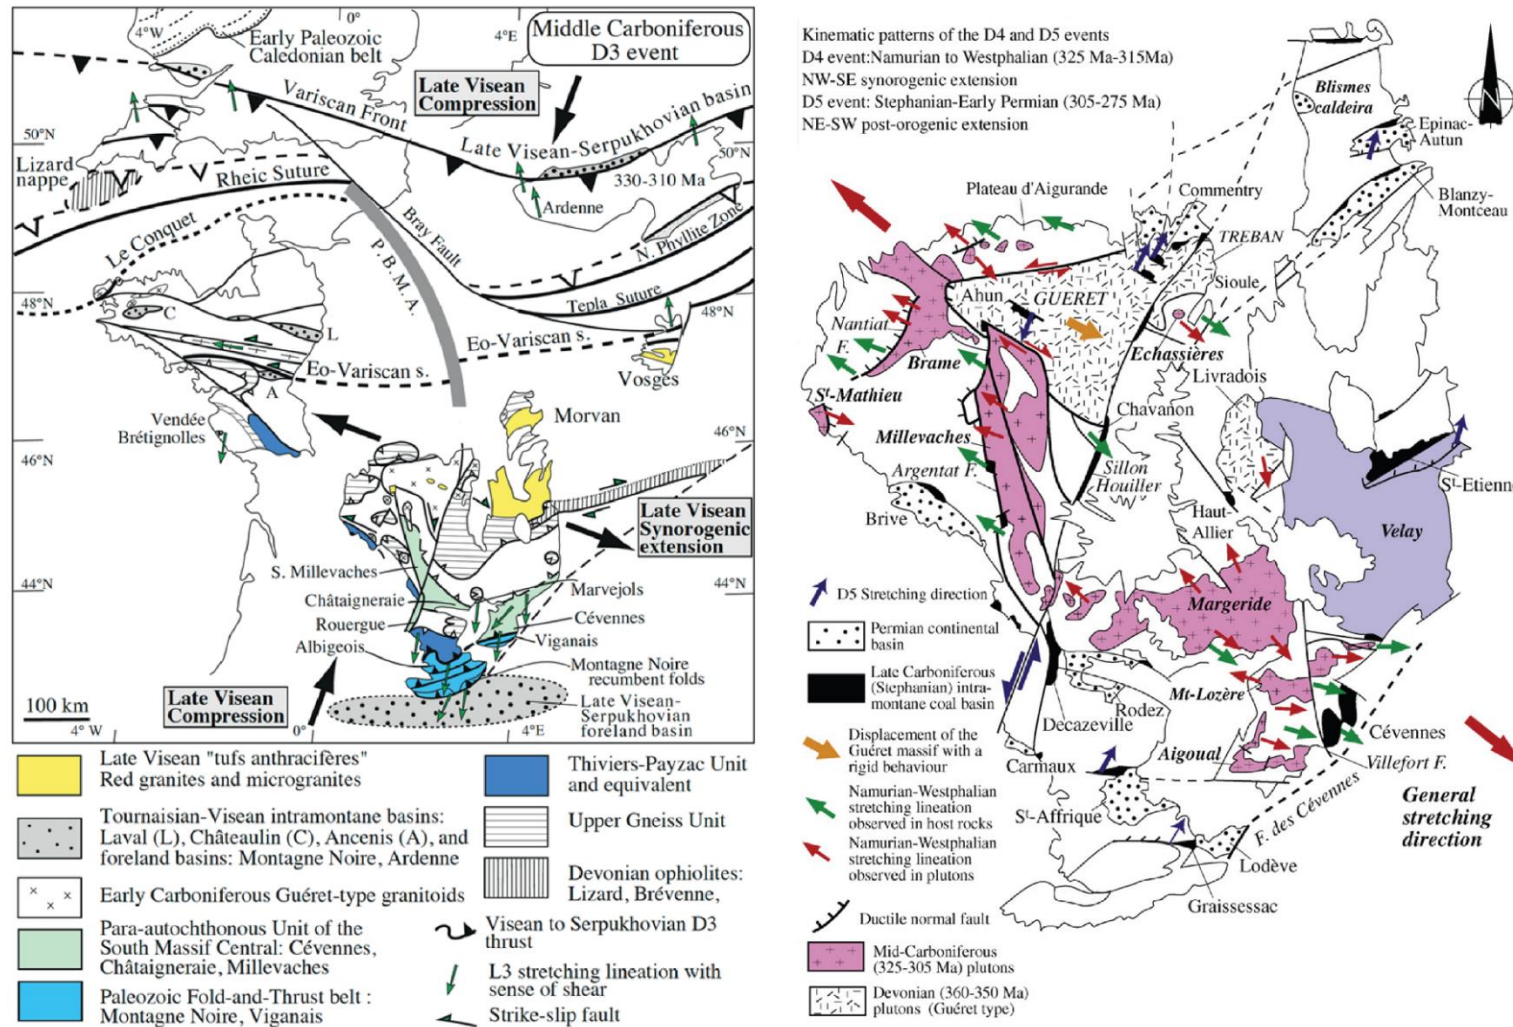 4°W
0°
4°E
Early Paleozoic
Caledonian belt
Middle Carboniferous
D3 event
Late Visean
Compression
Variscan Front
Late Visean-Serpukhovian basin
50°N
50°N
330-310 Ma
Lizard
nappe
Rheic Suture
Ardenne
Le Conquet
Bray Fault
P. B. M. A.
N. Phyllite Zone
Tepla Suture
48°N
48°N
C
L
Eo-Variscan s.
Eo-Variscan s.
A
Vosges
Vendée
Brétignolles
Morvan
46°N
46°N
Late Visean
Synorogenic
extension
S. Millevaches
44°N
44°N
Marvejols
Châtaigneraie
Cévennes
Rouergue
Viganais
Albigeois
Montagne Noire
recumbent folds
Late Visean
Compression
Late Visean-
Serpukhovian
foreland basin
100 km
4° W
0°
4°E
Late Visean "tufs anthracifères"
Red granites and microgranites
Tournaisian-Visean intramontane basins:
Laval (L), Châteaulin (C), Ancenis (A), and
foreland basins: Montagne Noire, Ardenne
Early Carboniferous Guéret-type granitoids
Para-autochthonous Unit of the
South Massif Central: Cévennes,
Châtaigneraie, Millevaches
Paleozoic Fold-and-Thrust belt :
Montagne Noire, Viganais
Thiviers-Payzac Unit
and equivalent
Upper Gneiss Unit
Devonian ophiolites:
Lizard, Brévenne,
Visean to Serpukhovian D3
thrust
L3 stretching lineation with
sense of shear
Strike-slip fault
Kinematic patterns of the D4 and D5 events
D4 event:Namurian to Westphalian (325 Ma-315Ma)
NW-SE synorogenic extension
D5 event: Stephanian-Early Permian (305-275 Ma)
NE-SW post-orogenic extension
N
Blismes
caldeira
Epinac-
Autun
Blanzy-
Montceau
Plateau d'Aigurande
Commentry
TREBAN
Sioule
Ahun
GUERET
Nantiat
F.
Brame
Echassières
Livradois
St-Mathieu
Chavanon
Millevaches
Argentat F.
Sillon
Houiller
St-Etienne
Brive
Haut-
Allier
Velay
Margeride
D5 Stretching direction
Permian continental
basin
Late Carboniferous
(Stephanian) intra-
montane coal basin
Mt-Lozère
Rodez
Decazeville
Cévennes
Displacement of the
Guéret massif with a
rigid behaviour
Carmaux
Aigoual
Villefort F.
Namurian-Westphalian
stretching lineation
observed in host rocks
St-Affrique
F. des Cévennes
General
stretching
direction
Namurian-Westphalian
stretching lineation
observed in plutons
Lodève
Graissessac
Ductile normal fault
Mid-Carboniferous
(325-305 Ma) plutons
Devonian (360-350 Ma)
plutons (Guéret type)